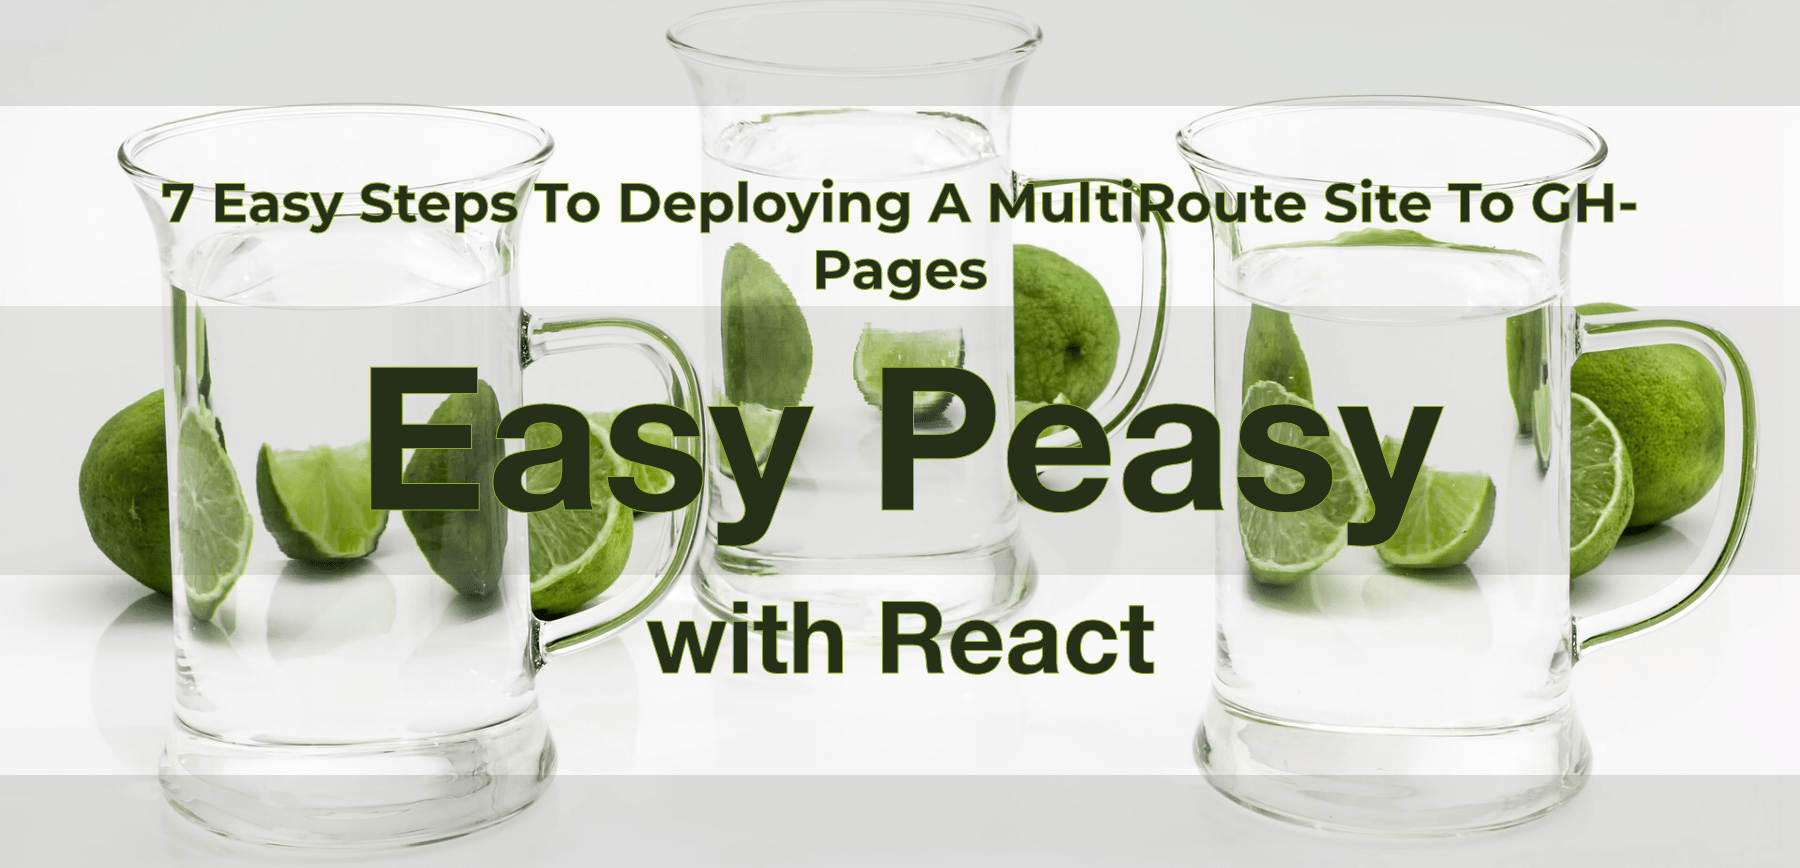 7 Easy Steps To Deploying A MultiRoute Site To GH-
Pages
Easy Peasy
with React